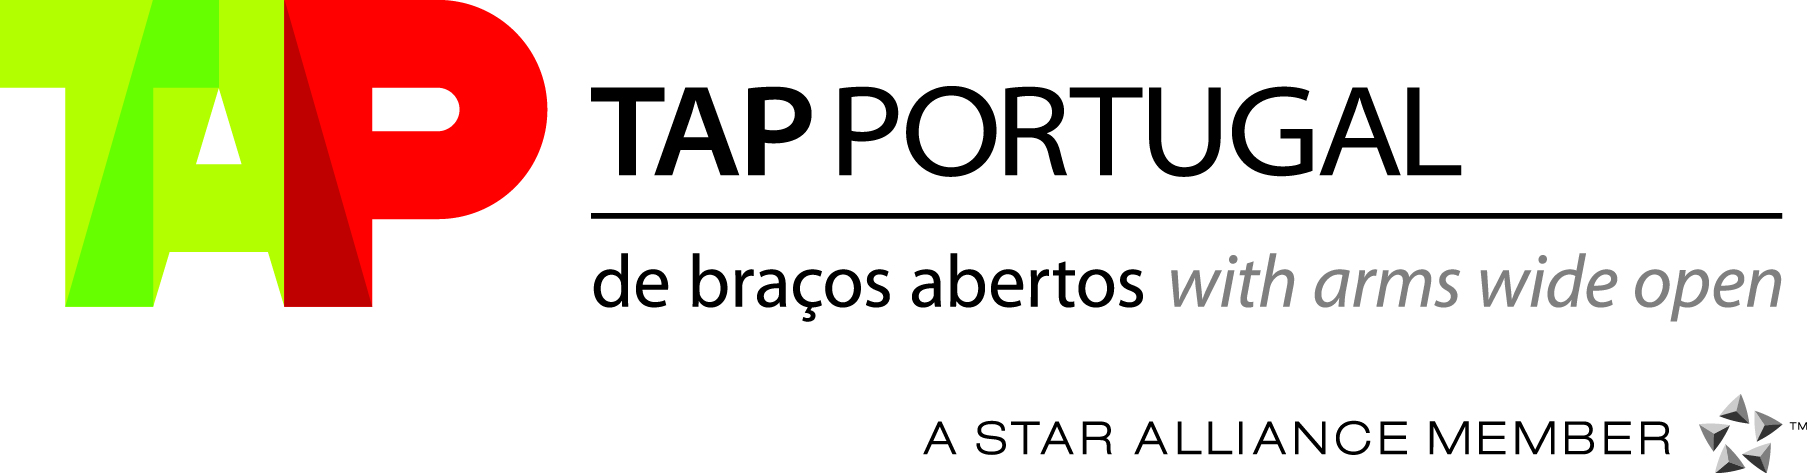 TAP TAP PORTUGAL
de braços abertos with arms wide open
A STAR ALLIANCE MEMBER ™